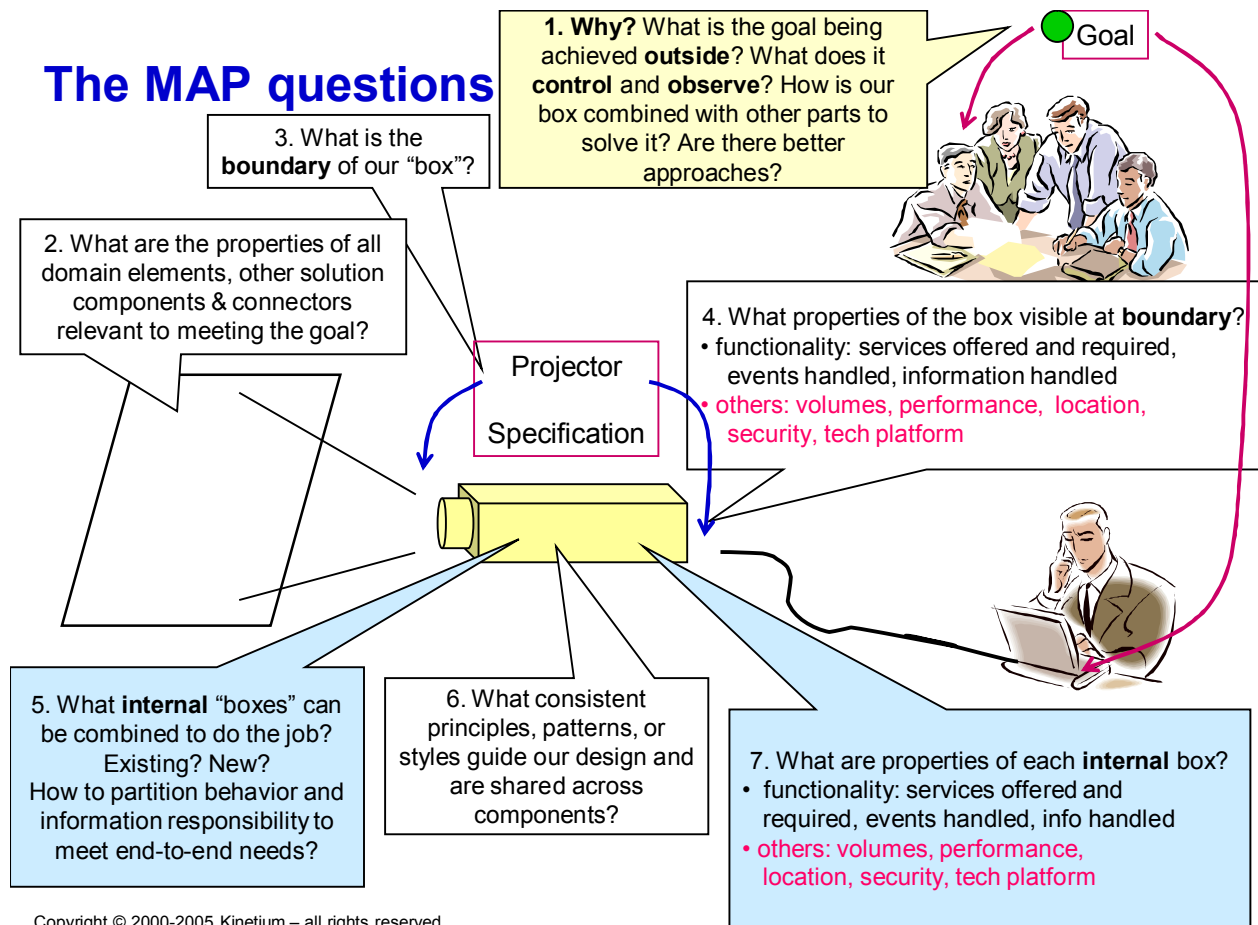 The MAP questions
1. Why? What is the goal being
achieved outside? What does it
control and observe? How is our
box combined with other parts to
solve it? Are there better
approaches?
Goal
3. What is the
boundary of our “box”?
2. What are the properties of all
domain elements, other solution
components & connectors
relevant to meeting the goal?
Projector
Specification
4. What properties of the box visible at boundary?
• functionality: services offered and required,
events handled, information handled
• others: volumes, performance, location,
security, tech platform
5. What internal “boxes” can
be combined to do the job?
Existing? New?
How to partition behavior and
information responsibility to
meet end-to-end needs?
6. What consistent
principles, patterns, or
styles guide our design and
are shared across
components?
7. What are properties of each internal box?
• functionality: services offered and
required, events handled, info handled
• others: volumes, performance,
location, security, tech platform
Copyright © 2000-2005 Kinetium – all rights reserved